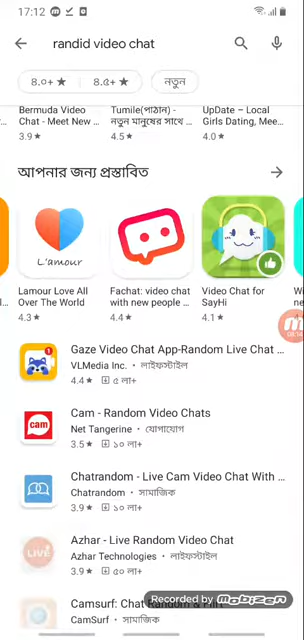 17:12
randid video chat
৪.০+ ★ ৪.৫+ ★ নতুন
Bermuda Video Chat - Meet New ...
3.9 ★
Tumile(পাঠান) - নতুন মানুষের সাথে ...
4.5 ★
UpDate – Local Girls Dating, Mee...
4.0 ★
আপনার জন্য প্রস্তাবিত
L'amour
Lamour Love All Over The World
4.3 ★
Fachat: video chat with new people ...
4.4 ★
Video Chat for SayHi
4.1 ★
Gaze Video Chat App-Random Live Chat ...
VLMedia Inc. • লাইফস্টাইল
4.4 ★ ৫ লা+
cam
Cam - Random Video Chats
Net Tangerine • যোগাযোগ
3.5 ★ ১০ লা+
Chatrandom - Live Cam Video Chat With ...
Chatrandom • সামাজিক
3.9 ★ ১০ লা+
LIVE
Azhar - Live Random Video Chat
Azhar Technologies • লাইফস্টাইল
3.9 ★ ৫০ লা+
Recorded by Mobizen
Camsurf: Chat Random & Flirt
CamSurf • সামাজিক